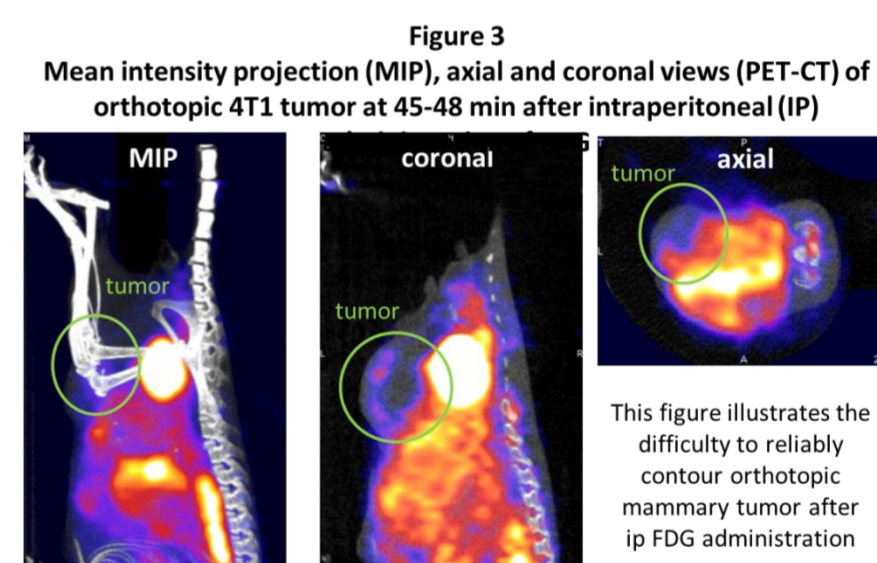 Figure 3
Mean intensity projection (MIP), axial and coronal views (PET-CT) of
orthotopic 4T1 tumor at 45-48 min after intraperitoneal (IP)
MIP
tumor
coronal
tumor
L
R
axial
tumor
P
L
A
This figure illustrates the
difficulty to reliably
contour orthotopic
mammary tumor after
ip FDG administration